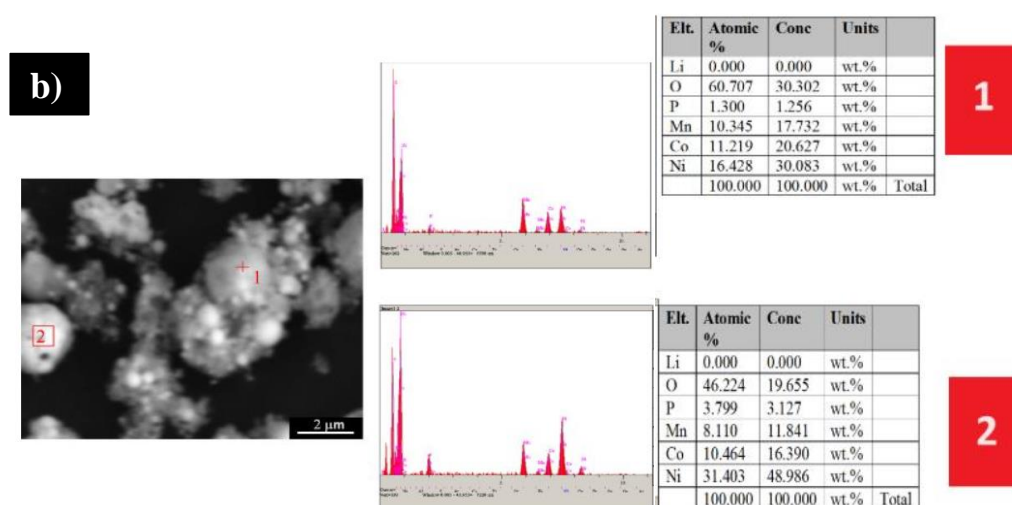 b)
Elt. Atomic % Conc Units
Li 0.000 0.000 wt.%
O 60.707 30.302 wt.%
P 1.300 1.256 wt.%
Mn 10.345 17.732 wt.%
Co 11.219 20.627 wt.%
Ni 16.428 30.083 wt.%
100.000 100.000 wt.% Total
1
1
2
2 μm
Elt. Atomic % Conc Units
Li 0.000 0.000 wt.%
O 46.224 19.655 wt.%
P 3.799 3.127 wt.%
Mn 8.110 11.841 wt.%
Co 10.464 16.390 wt.%
Ni 31.403 48.986 wt.%
100.000 100.000 wt.% Total
2